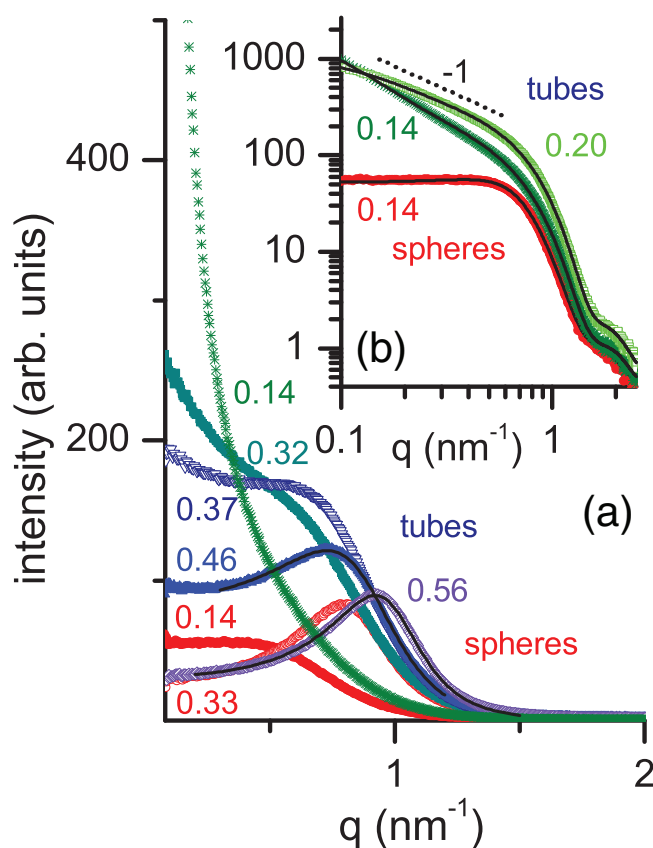 1000
-1
tubes
0.14
0.20
100
0.14
10
spheres
1
(b)
0.1
q (nm⁻¹)
1
400
0.14
200
0.32
(a)
0.37
tubes
0.46
0.56
0.14
spheres
0.33
intensity (arb. units)
1
2
q (nm⁻¹)